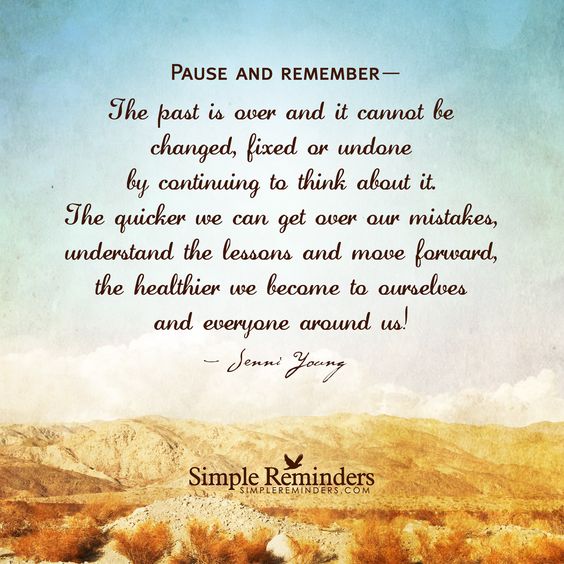 Pause and remember—
The past is over and it cannot be
changed, fixed or undone
by continuing to think about it.
The quicker we can get over our mistakes,
understand the lessons and move forward,
the healthier we become to ourselves
and everyone around us!
— Jenni Young
Simple Reminders
SIMPLEREMINDERS.COM